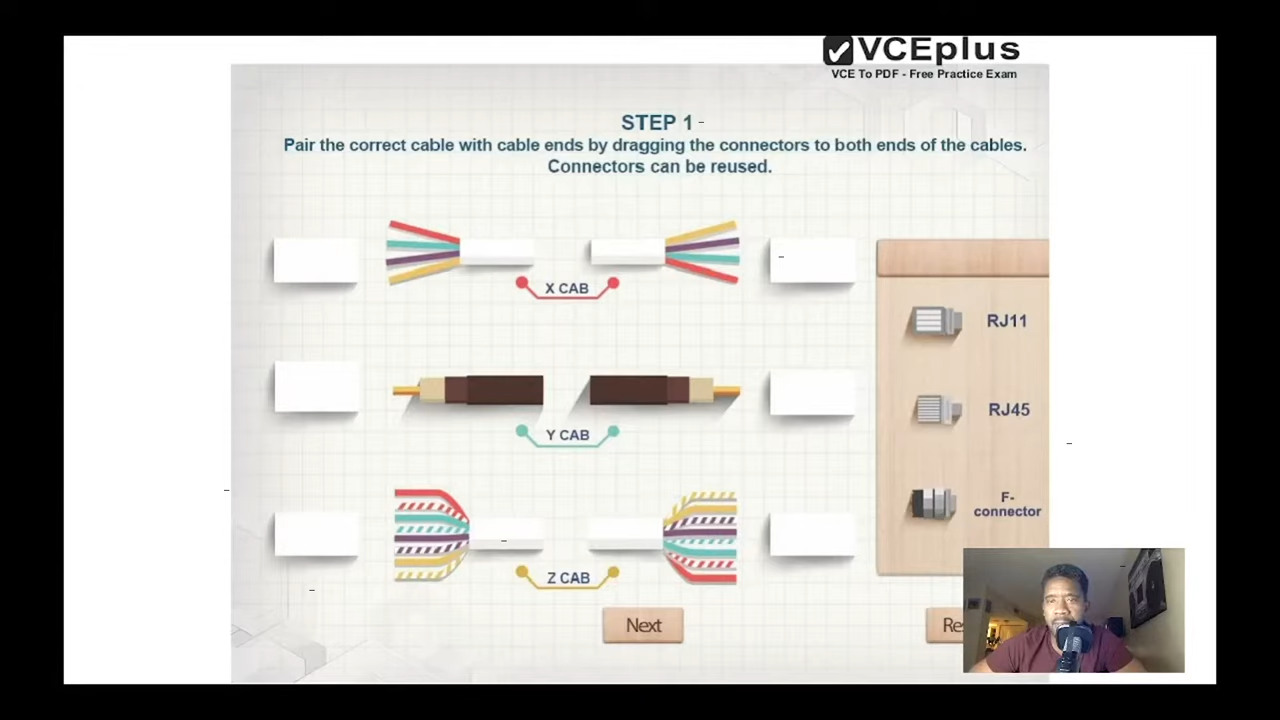 VCEplus
VCE To PDF - Free Practice Exam
STEP 1
Pair the correct cable with cable ends by dragging the connectors to both ends of the cables.
Connectors can be reused.
X CAB
RJ11
Y CAB
RJ45
F-
connector
Z CAB
Next
Res